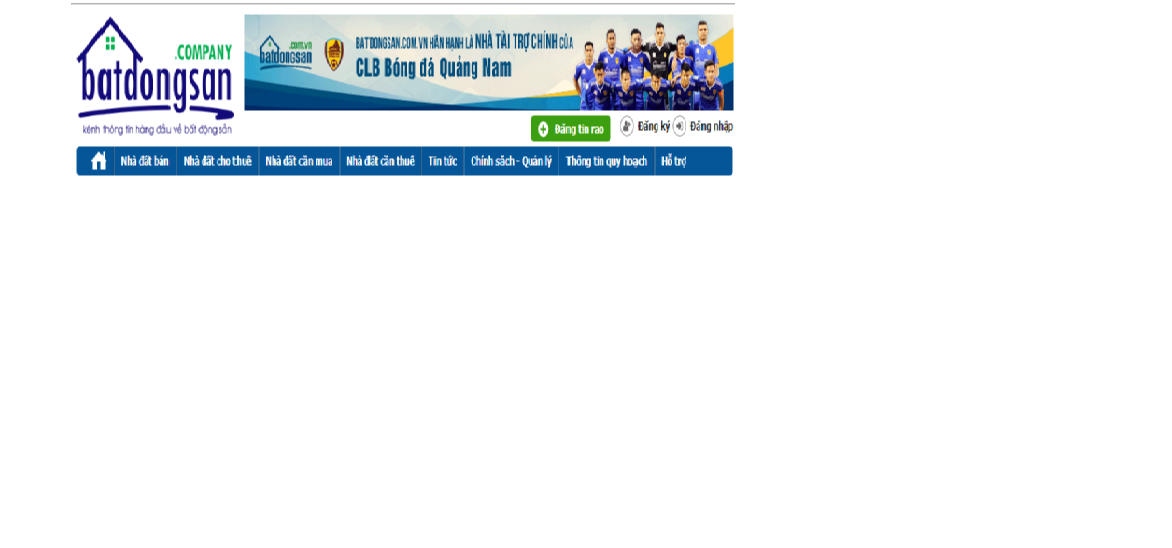 .COMPANY
batdongsan
kênh thông tin hàng đầu về bất động sản
.com.vn
batdongsan
BATDONGSAN.COM.VN HÂN HẠNH LÀ NHÀ TÀI TRỢ CHÍNH CỦA
CLB Bóng đá Quảng Nam
Đăng tin rao Đăng ký Đăng nhập
Nhà đất bán Nhà đất cho thuê Nhà đất cần mua Nhà đất cần thuê Tin tức Chính sách - Quản lý Thông tin quy hoạch Hỗ trợ